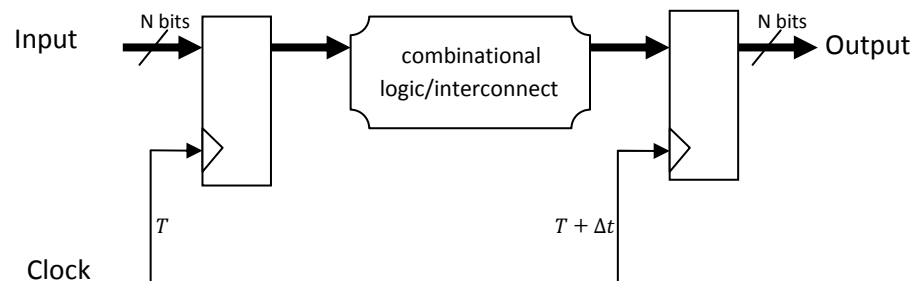 N bits
Input
combinational
logic/interconnect
N bits
Output
T
T + Δt
Clock